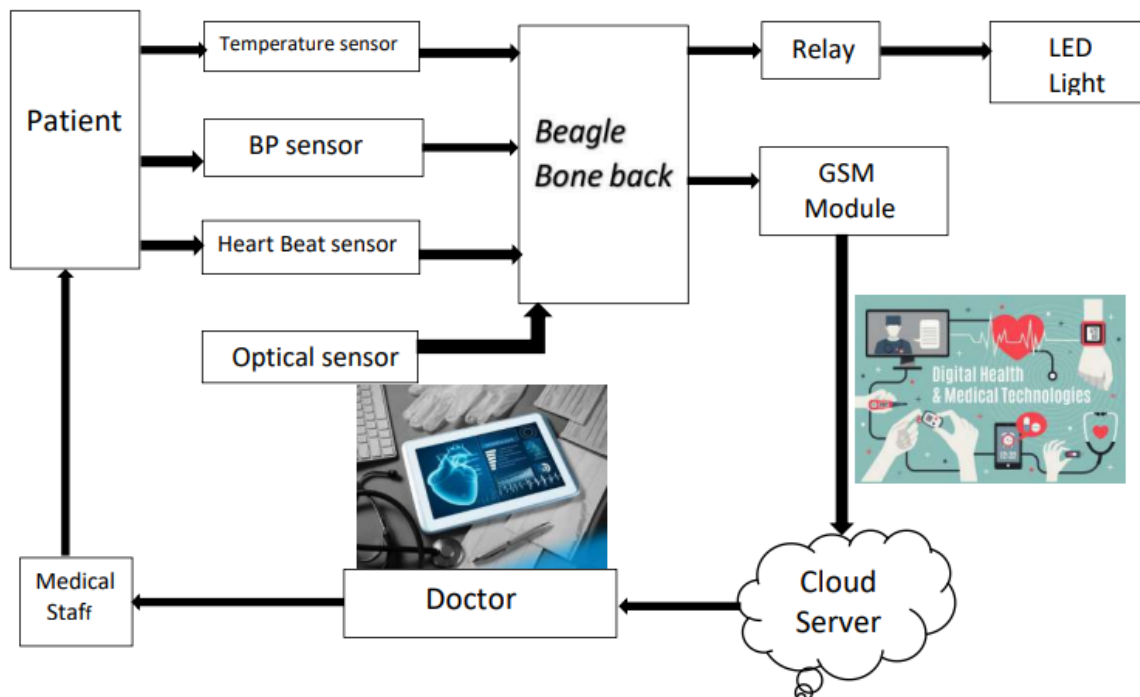 Patient
Temperature sensor
BP sensor
Heart Beat sensor
Optical sensor
Beagle
Bone back
Relay
LED
Light
GSM
Module
Digital Health
& Medical Technologies
Cloud
Server
Doctor
Medical
Staff